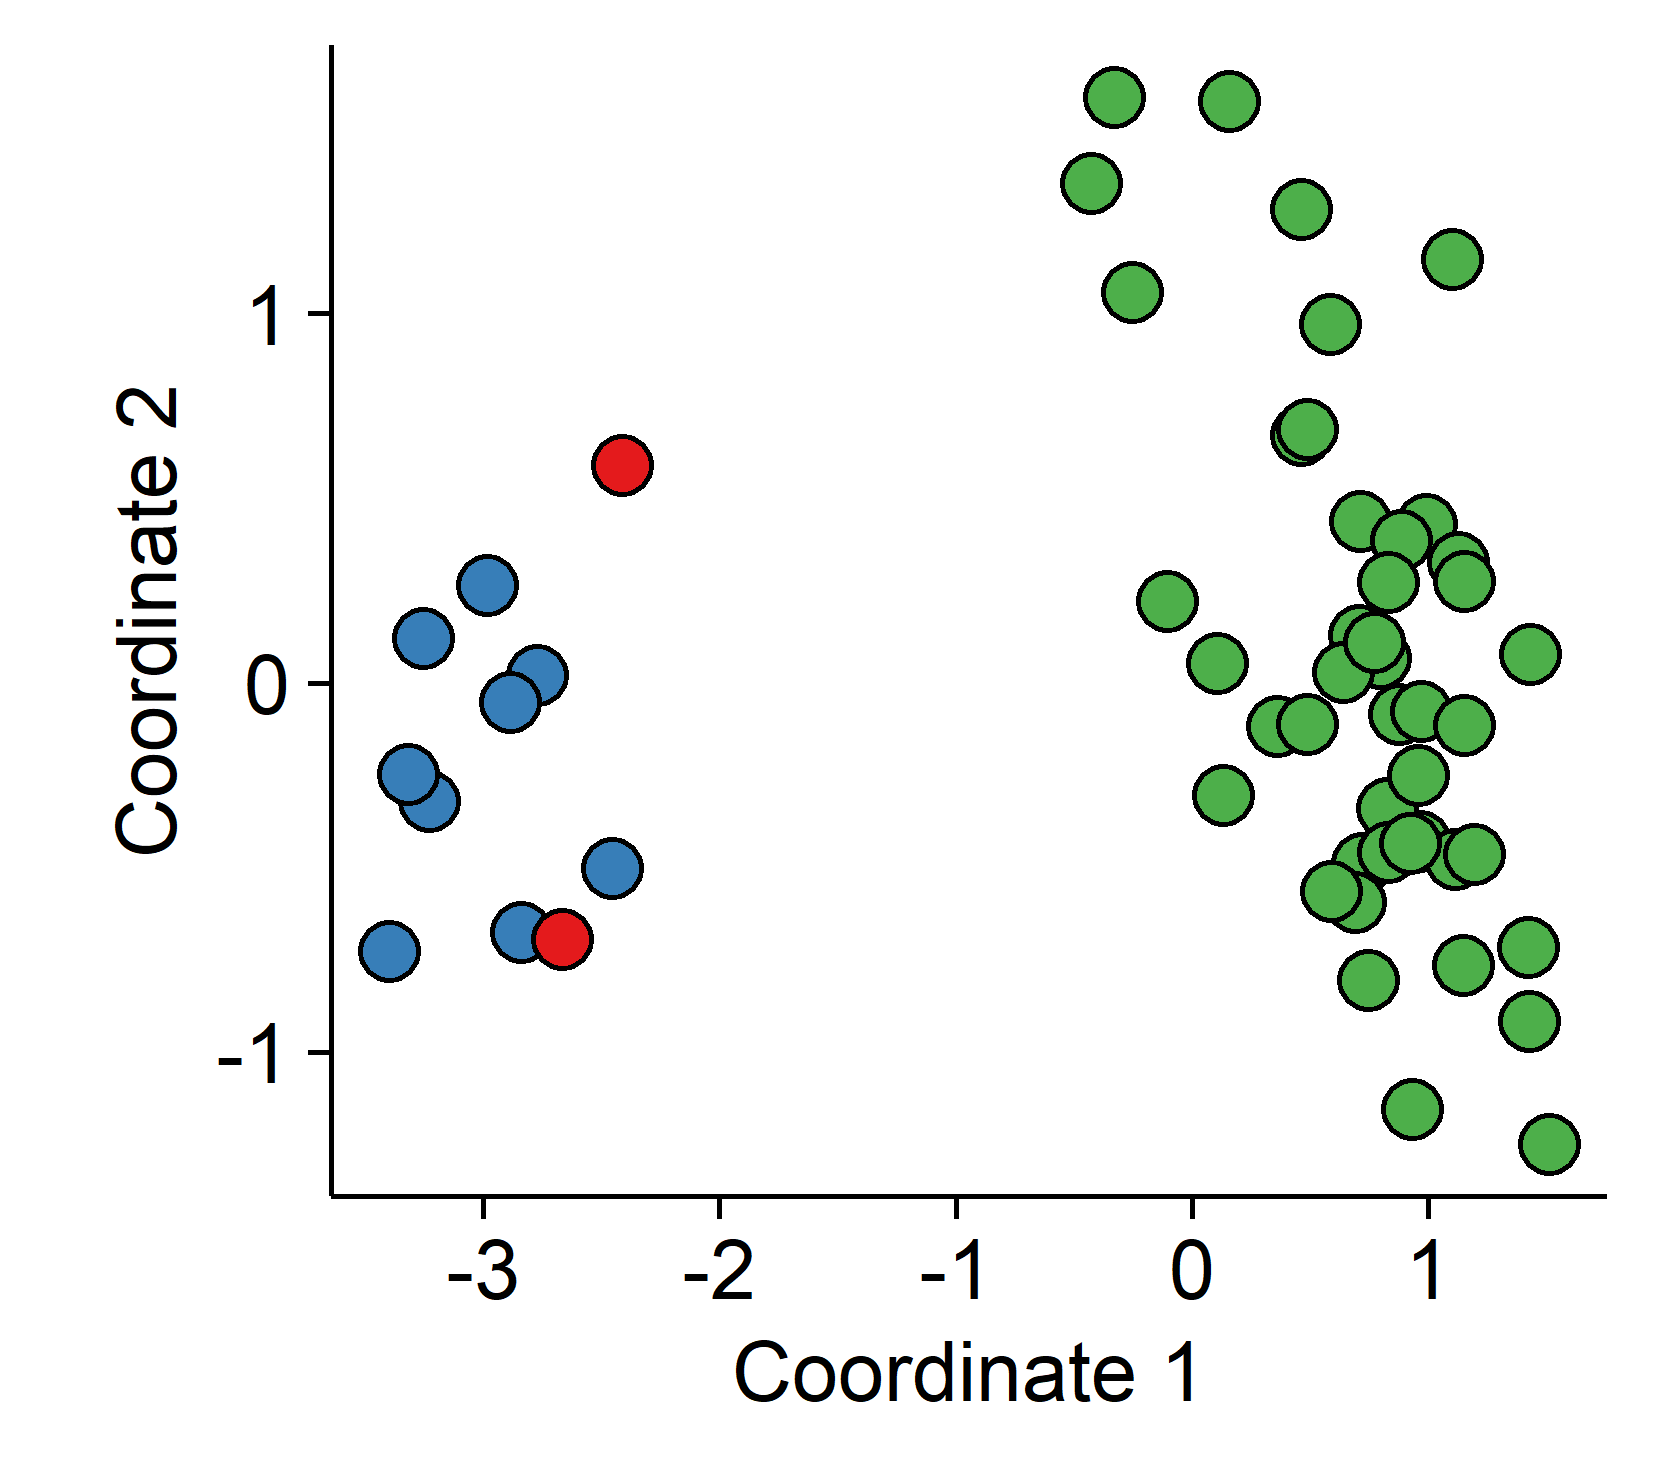 Coordinate 2
1
0
-1
-3 -2 -1 0 1
Coordinate 1